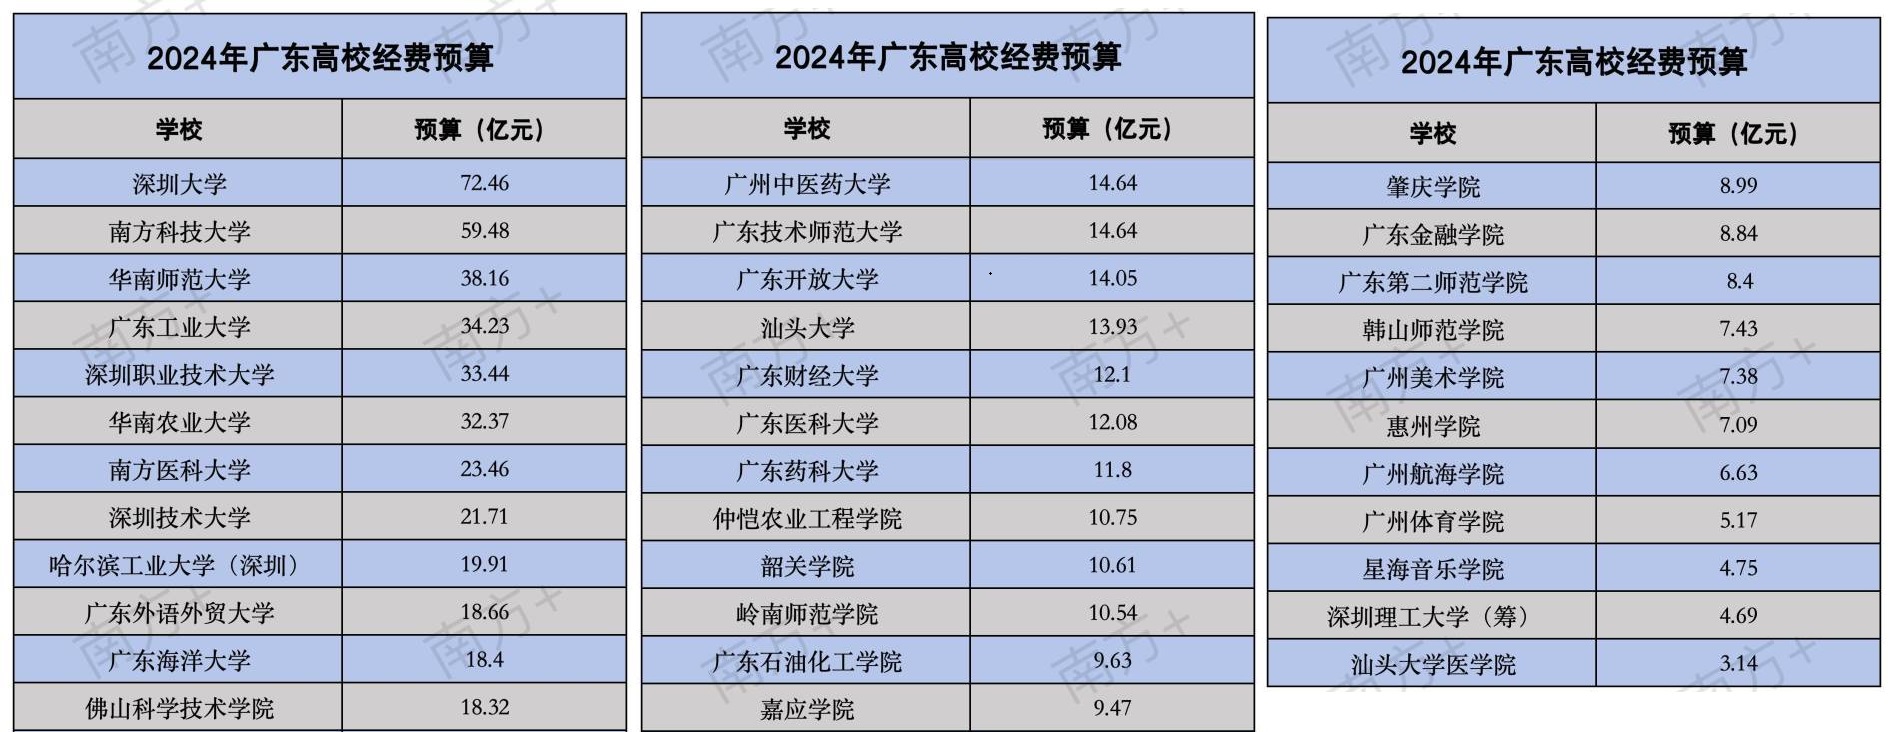 2024年广东高校经费预算
学校 预算（亿元）
深圳大学 72.46
南方科技大学 59.48
华南师范大学 38.16
广东工业大学 34.23
深圳职业技术大学 33.44
华南农业大学 32.37
南方医科大学 23.46
深圳技术大学 21.71
哈尔滨工业大学（深圳） 19.91
广东外语外贸大学 18.66
广东海洋大学 18.4
佛山科学技术学院 18.32
2024年广东高校经费预算
学校 预算（亿元）
广州中医药大学 14.64
广东技术师范大学 14.64
广东开放大学 14.05
汕头大学 13.93
广东财经大学 12.1
广东医科大学 12.08
广东药科大学 11.8
仲恺农业工程学院 10.75
韶关学院 10.61
岭南师范学院 10.54
广东石油化工学院 9.63
嘉应学院 9.47
2024年广东高校经费预算
学校 预算（亿元）
肇庆学院 8.99
广东金融学院 8.84
广东第二师范学院 8.4
韩山师范学院 7.43
广州美术学院 7.38
惠州学院 7.09
广州航海学院 6.63
广州体育学院 5.17
星海音乐学院 4.75
深圳理工大学（筹） 4.69
汕头大学医学院 3.14
南方+